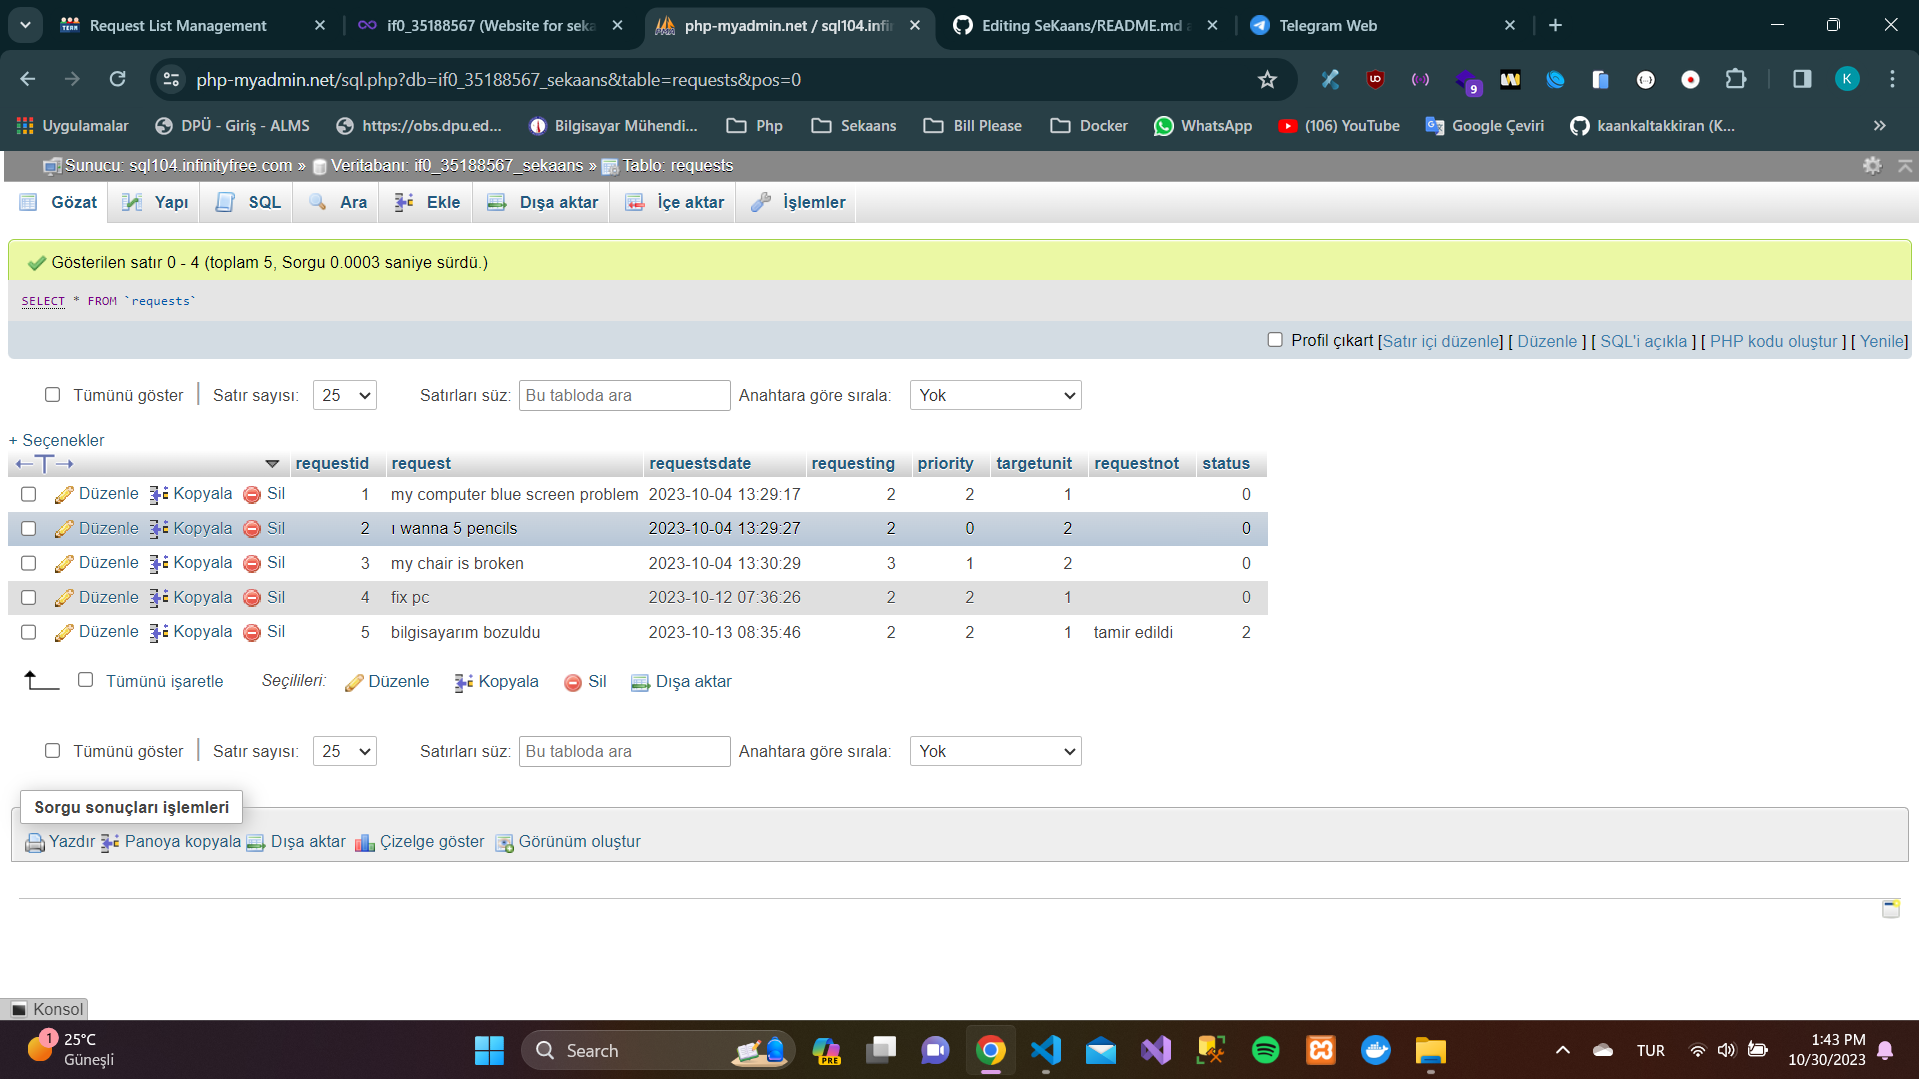 Request List Management
if0_35188567 (Website for seka
php-myadmin.net / sql104.infini
Editing SeKaans/README.md a
Telegram Web
php-myadmin.net/sql.php?db=if0_35188567_sekaans&table=requests&pos=0
9
K
Uygulamalar
DPÜ - Giriş - ALMS
https://obs.dpu.ed...
Bilgisayar Mühendi...
Php
Sekaans
Bill Please
Docker
WhatsApp
(106) YouTube
Google Çeviri
kaankaltakkiran (K...
»
Sunucu: sql104.infinityfree.com » Veritabanı: if0_35188567_sekaans » Tablo: requests
Gözat Yapı SQL Ara Ekle Dışa aktar İçe aktar İşlemler
Gösterilen satır 0 - 4 (toplam 5, Sorgu 0.0003 saniye sürdü.)
SELECT * FROM `requests`
Profil çıkart [Satır içi düzenle] [ Düzenle ] [ SQL'i açıkla ] [ PHP kodu oluştur ] [ Yenile]
Tümünü göster | Satır sayısı: 25 Satırları süz: Bu tabloda ara Anahtara göre sırala: Yok
+ Seçenekler
←T→ requestid request requestsdate requesting priority targetunit requestnot status
Düzenle Kopyala Sil 1 my computer blue screen problem 2023-10-04 13:29:17 2 2 1 0
Düzenle Kopyala Sil 2 ı wanna 5 pencils 2023-10-04 13:29:27 2 0 2 0
Düzenle Kopyala Sil 3 my chair is broken 2023-10-04 13:30:29 3 1 2 0
Düzenle Kopyala Sil 4 fix pc 2023-10-12 07:36:26 2 2 1 0
Düzenle Kopyala Sil 5 bilgisayarım bozuldu 2023-10-13 08:35:46 2 2 1 tamir edildi 2
Tümünü işaretle Seçilileri: Düzenle Kopyala Sil Dışa aktar
Tümünü göster | Satır sayısı: 25 Satırları süz: Bu tabloda ara Anahtara göre sırala: Yok
Sorgu sonuçları işlemleri
Yazdır Panoya kopyala Dışa aktar Çizelge göster Görünüm oluştur
Konsol
1
25°C
Güneşli
Search
PRE
TUR
1:43 PM
10/30/2023